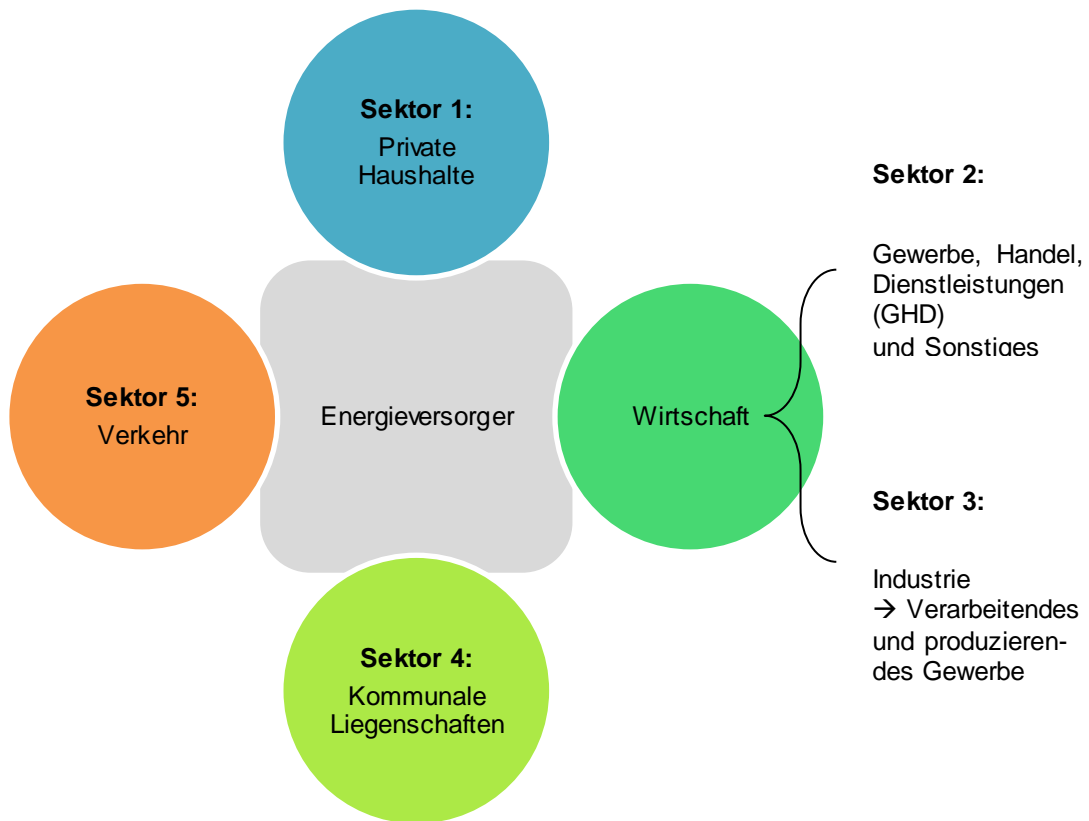 Sektor 1:
Private
Haushalte
Sektor 2:
Gewerbe, Handel,
Dienstleistungen
(GHD)
und Sonstiges
Sektor 5:
Verkehr
Energieversorger
Wirtschaft
Sektor 3:
Industrie
→ Verarbeitendes
und produzieren-
des Gewerbe
Sektor 4:
Kommunale
Liegenschaften